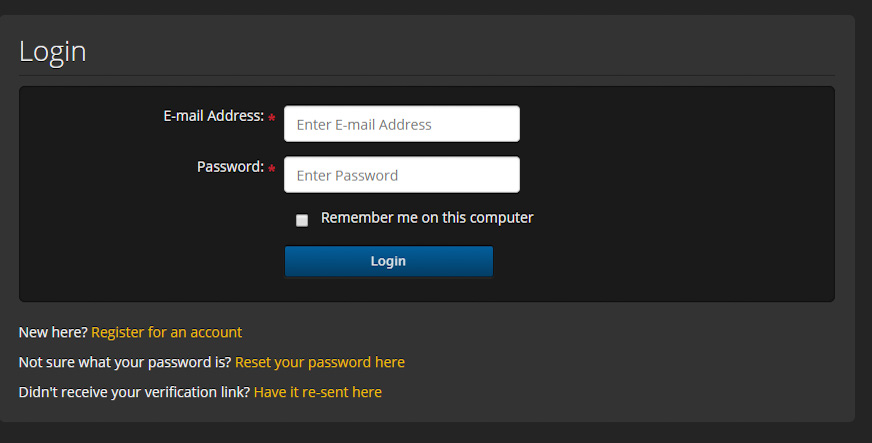 Login
E-mail Address: *
Enter E-mail Address
Password: *
Enter Password
Remember me on this computer
Login
New here? Register for an account
Not sure what your password is? Reset your password here
Didn't receive your verification link? Have it re-sent here